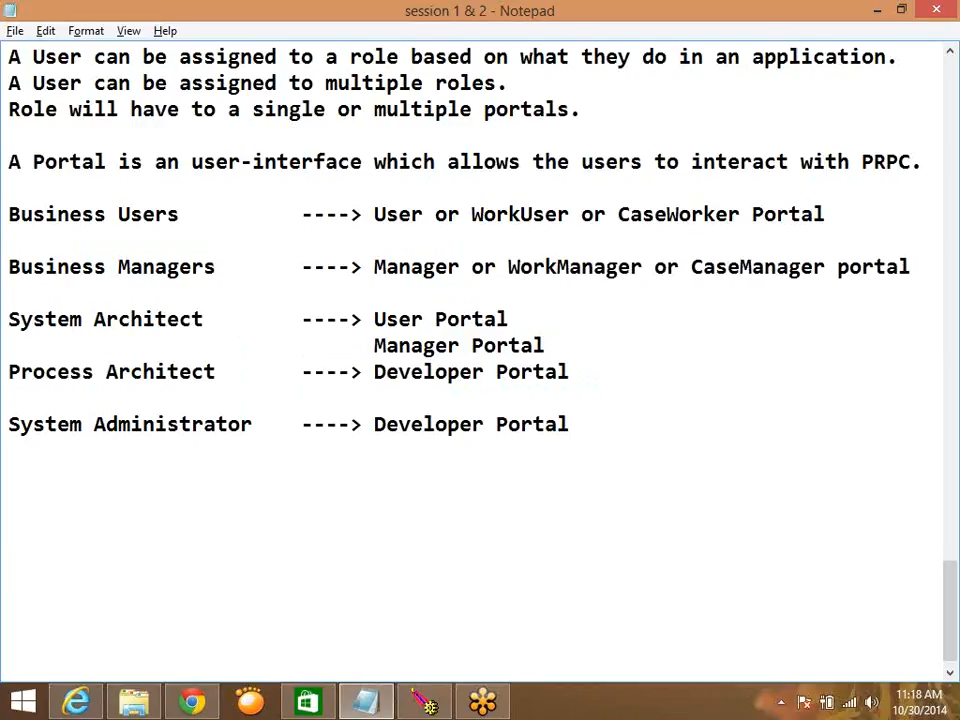 session 1 & 2 - Notepad
File Edit Format View Help
A User can be assigned to a role based on what they do in an application.
A User can be assigned to multiple roles.
Role will have to a single or multiple portals.
A Portal is an user-interface which allows the users to interact with PRPC.
Business Users ----> User or WorkUser or CaseWorker Portal
Business Managers ----> Manager or WorkManager or CaseManager portal
System Architect ----> User Portal
Manager Portal
Process Architect ----> Developer Portal
System Administrator ----> Developer Portal
11:18 AM
10/30/2014